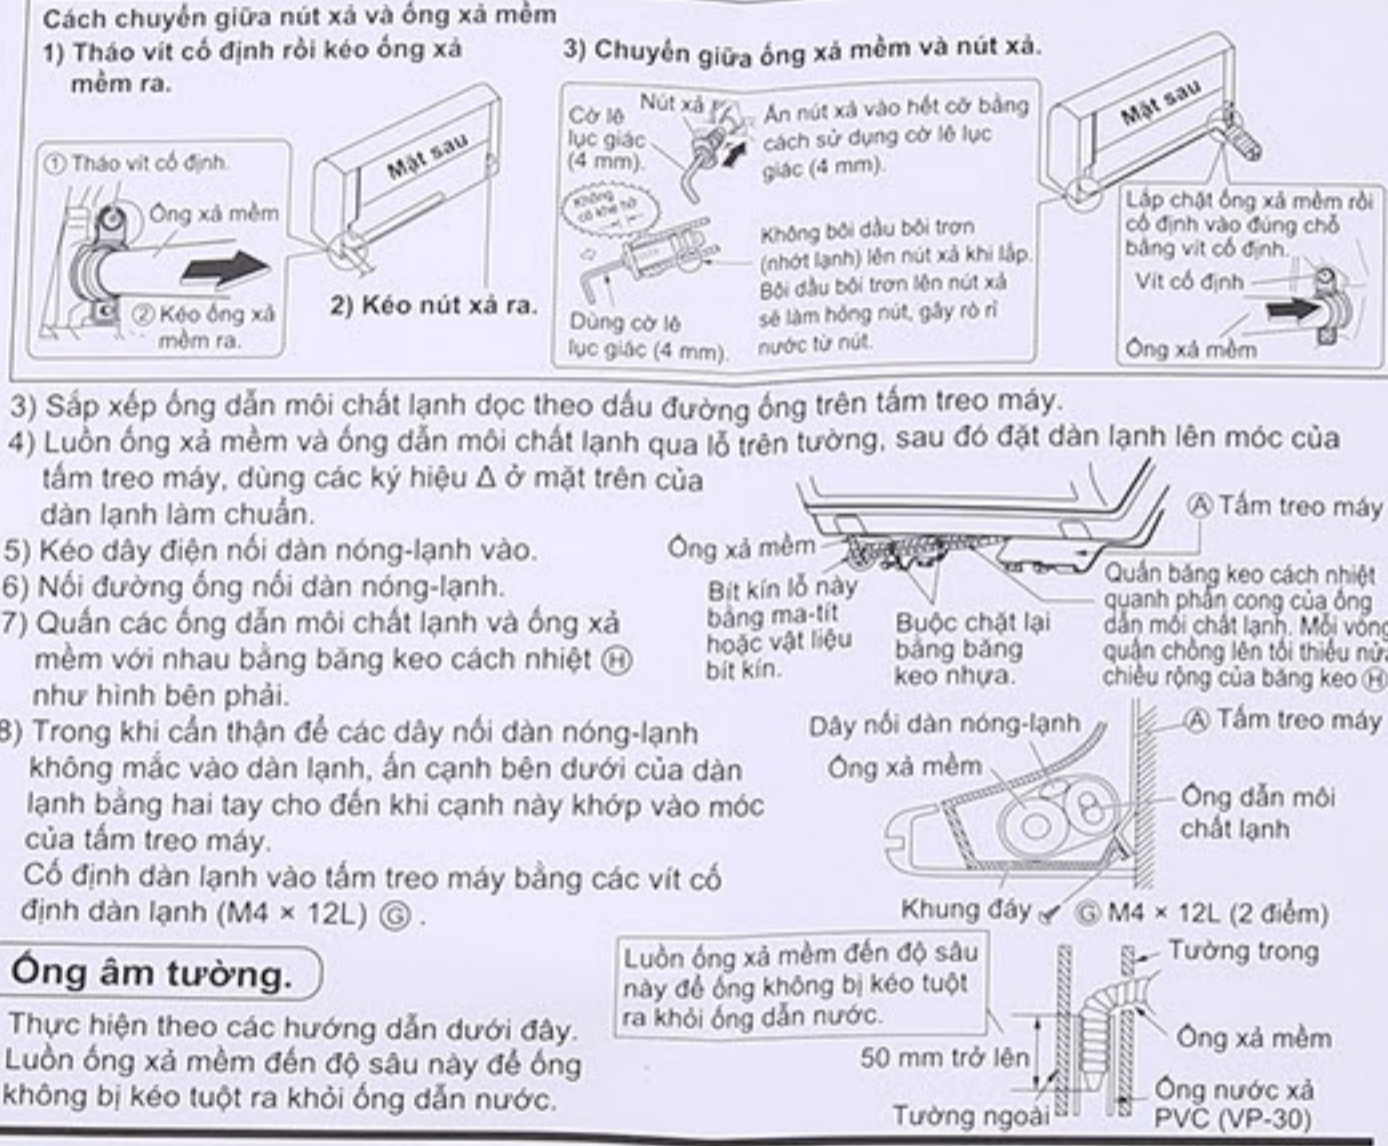 Cách chuyển giữa nút xả và ống xả mềm
1) Tháo vít cố định rồi kéo ống xả
mềm ra.
① Tháo vít cố định.
Ống xả mềm
② Kéo ống xả
mềm ra.
Mặt sau
2) Kéo nút xả ra.
3) Chuyển giữa ống xả mềm và nút xả.
Cờ lê
lục giác
(4 mm).
Nút xả
Ấn nút xả vào hết cỡ bằng
cách sử dụng cờ lê lục
giác (4 mm).
Không
có khe hở
Dùng cờ lê
lục giác (4 mm).
Không bôi dầu bôi trơn
(nhớt lạnh) lên nút xả khi lắp.
Bôi dầu bôi trơn lên nút xả
sẽ làm hỏng nút, gây rò rỉ
nước từ nút.
Mặt sau
Lắp chặt ống xả mềm rồi
cố định vào đúng chỗ
bằng vít cố định.
Vít cố định
Ống xả mềm
3) Sắp xếp ống dẫn môi chất lạnh dọc theo dấu đường ống trên tấm treo máy.
4) Luồn ống xả mềm và ống dẫn môi chất lạnh qua lỗ trên tường, sau đó đặt dàn lạnh lên móc của
tấm treo máy, dùng các ký hiệu Δ ở mặt trên của
dàn lạnh làm chuẩn.
5) Kéo dây điện nối dàn nóng-lạnh vào.
6) Nối đường ống nối dàn nóng-lạnh.
7) Quấn các ống dẫn môi chất lạnh và ống xả
mềm với nhau bằng băng keo cách nhiệt Ⓗ
như hình bên phải.
8) Trong khi cẩn thận để các dây nối dàn nóng-lạnh
không mắc vào dàn lạnh, ấn cạnh bên dưới của dàn
lạnh bằng hai tay cho đến khi cạnh này khớp vào móc
của tấm treo máy.
Cố định dàn lạnh vào tấm treo máy bằng các vít cố
định dàn lạnh (M4 × 12L) Ⓖ.
Ⓐ Tấm treo máy
Ống xả mềm
Bít kín lỗ này
bằng ma-tít
hoặc vật liệu
bít kín.
Buộc chặt lại
bằng băng
keo nhựa.
Quấn băng keo cách nhiệt
quanh phần cong của ống
dẫn môi chất lạnh. Mỗi vòng
quấn chồng lên tối thiểu nửa
chiều rộng của băng keo Ⓗ
Dây nối dàn nóng-lạnh
Ⓐ Tấm treo máy
Ống xả mềm
Ống dẫn môi
chất lạnh
Khung đáy
Ⓖ M4 × 12L (2 điểm)
Ống âm tường.
Thực hiện theo các hướng dẫn dưới đây.
Luồn ống xả mềm đến độ sâu này để ống
không bị kéo tuột ra khỏi ống dẫn nước.
Luồn ống xả mềm đến độ sâu
này để ống không bị kéo tuột
ra khỏi ống dẫn nước.
Tường trong
50 mm trở lên
Ống xả mềm
Tường ngoài
Ống nước xả
PVC (VP-30)